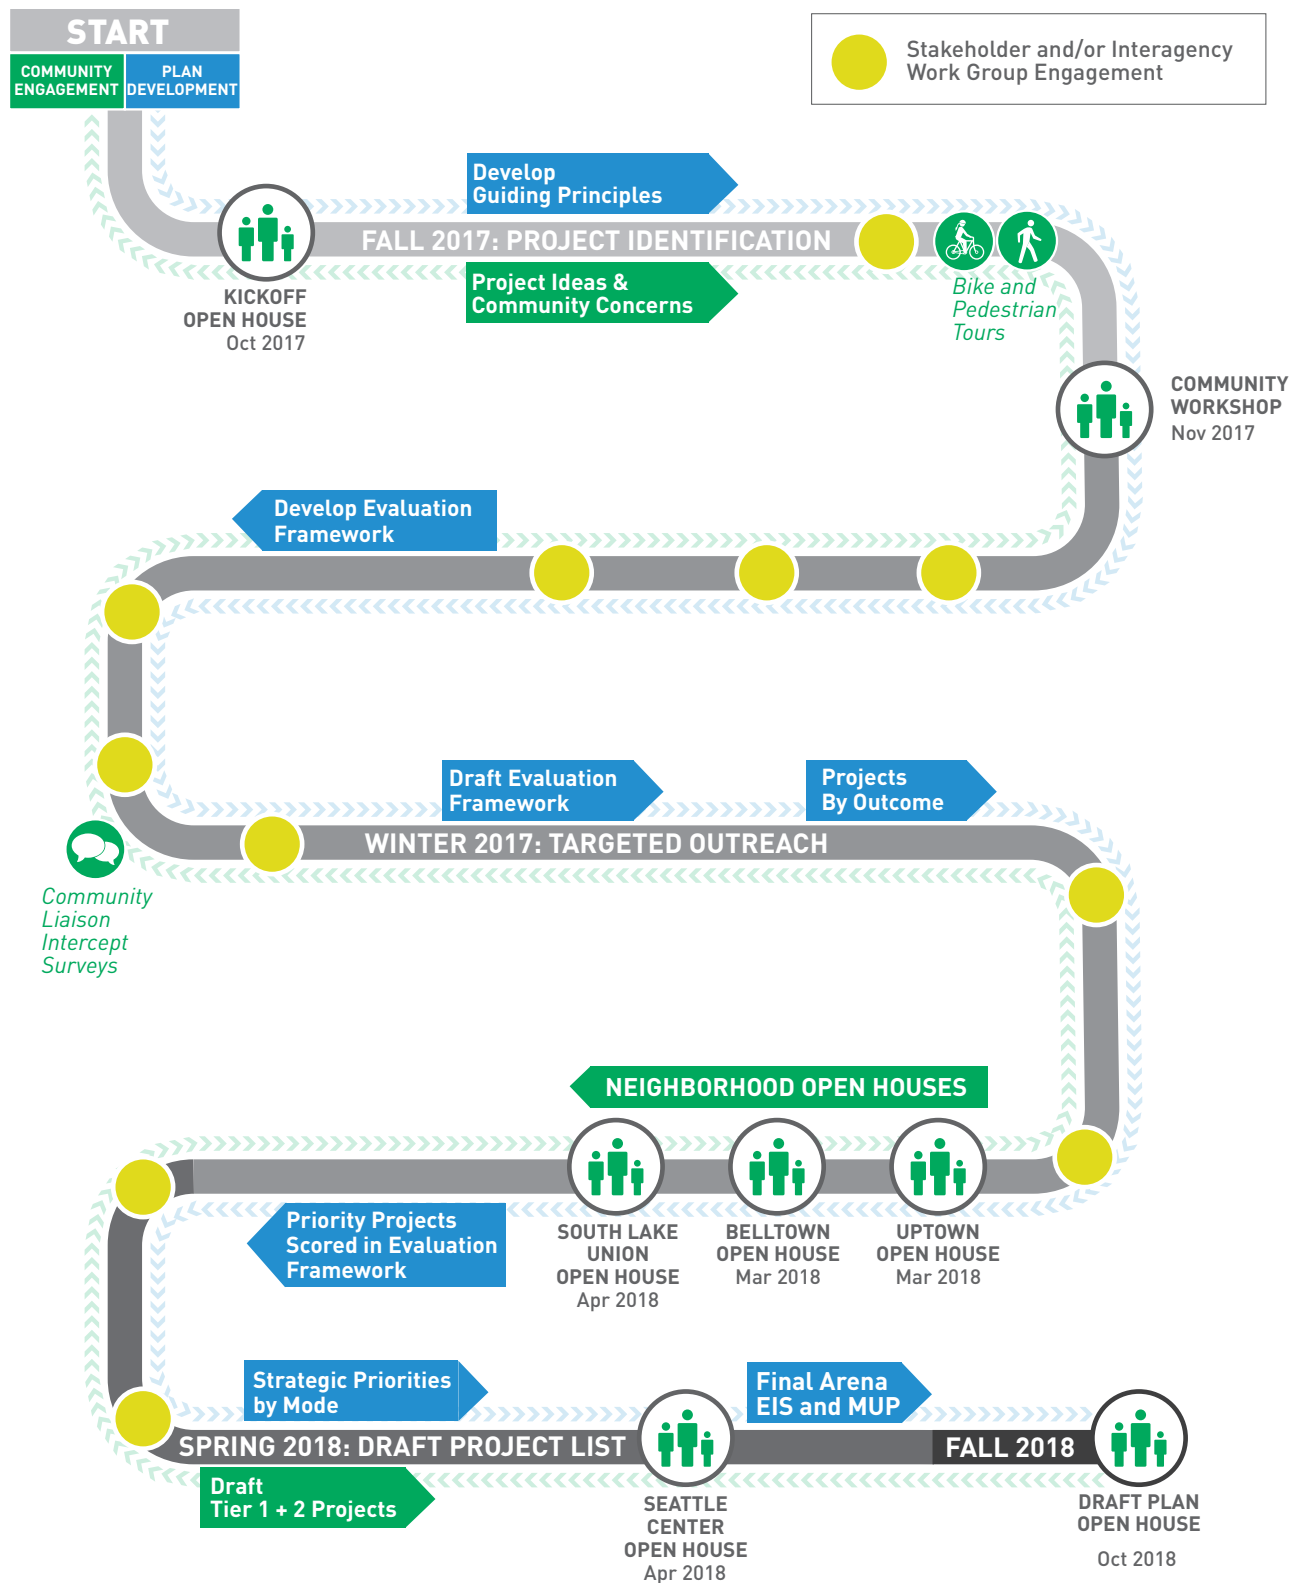 START
COMMUNITY
ENGAGEMENT
PLAN
DEVELOPMENT
Stakeholder and/or Interagency
Work Group Engagement
Develop
Guiding Principles
FALL 2017: PROJECT IDENTIFICATION
Project Ideas &
Community Concerns
KICKOFF
OPEN HOUSE
Oct 2017
Bike and
Pedestrian
Tours
COMMUNITY
WORKSHOP
Nov 2017
Develop Evaluation
Framework
Draft Evaluation
Framework
Projects
By Outcome
WINTER 2017: TARGETED OUTREACH
Community
Liaison
Intercept
Surveys
NEIGHBORHOOD OPEN HOUSES
Priority Projects
Scored in Evaluation
Framework
SOUTH LAKE
UNION
OPEN HOUSE
Apr 2018
BELLTOWN
OPEN HOUSE
Mar 2018
UPTOWN
OPEN HOUSE
Mar 2018
Strategic Priorities
by Mode
Final Arena
EIS and MUP
SPRING 2018: DRAFT PROJECT LIST
FALL 2018
Draft
Tier 1 + 2 Projects
SEATTLE
CENTER
OPEN HOUSE
Apr 2018
DRAFT PLAN
OPEN HOUSE
Oct 2018